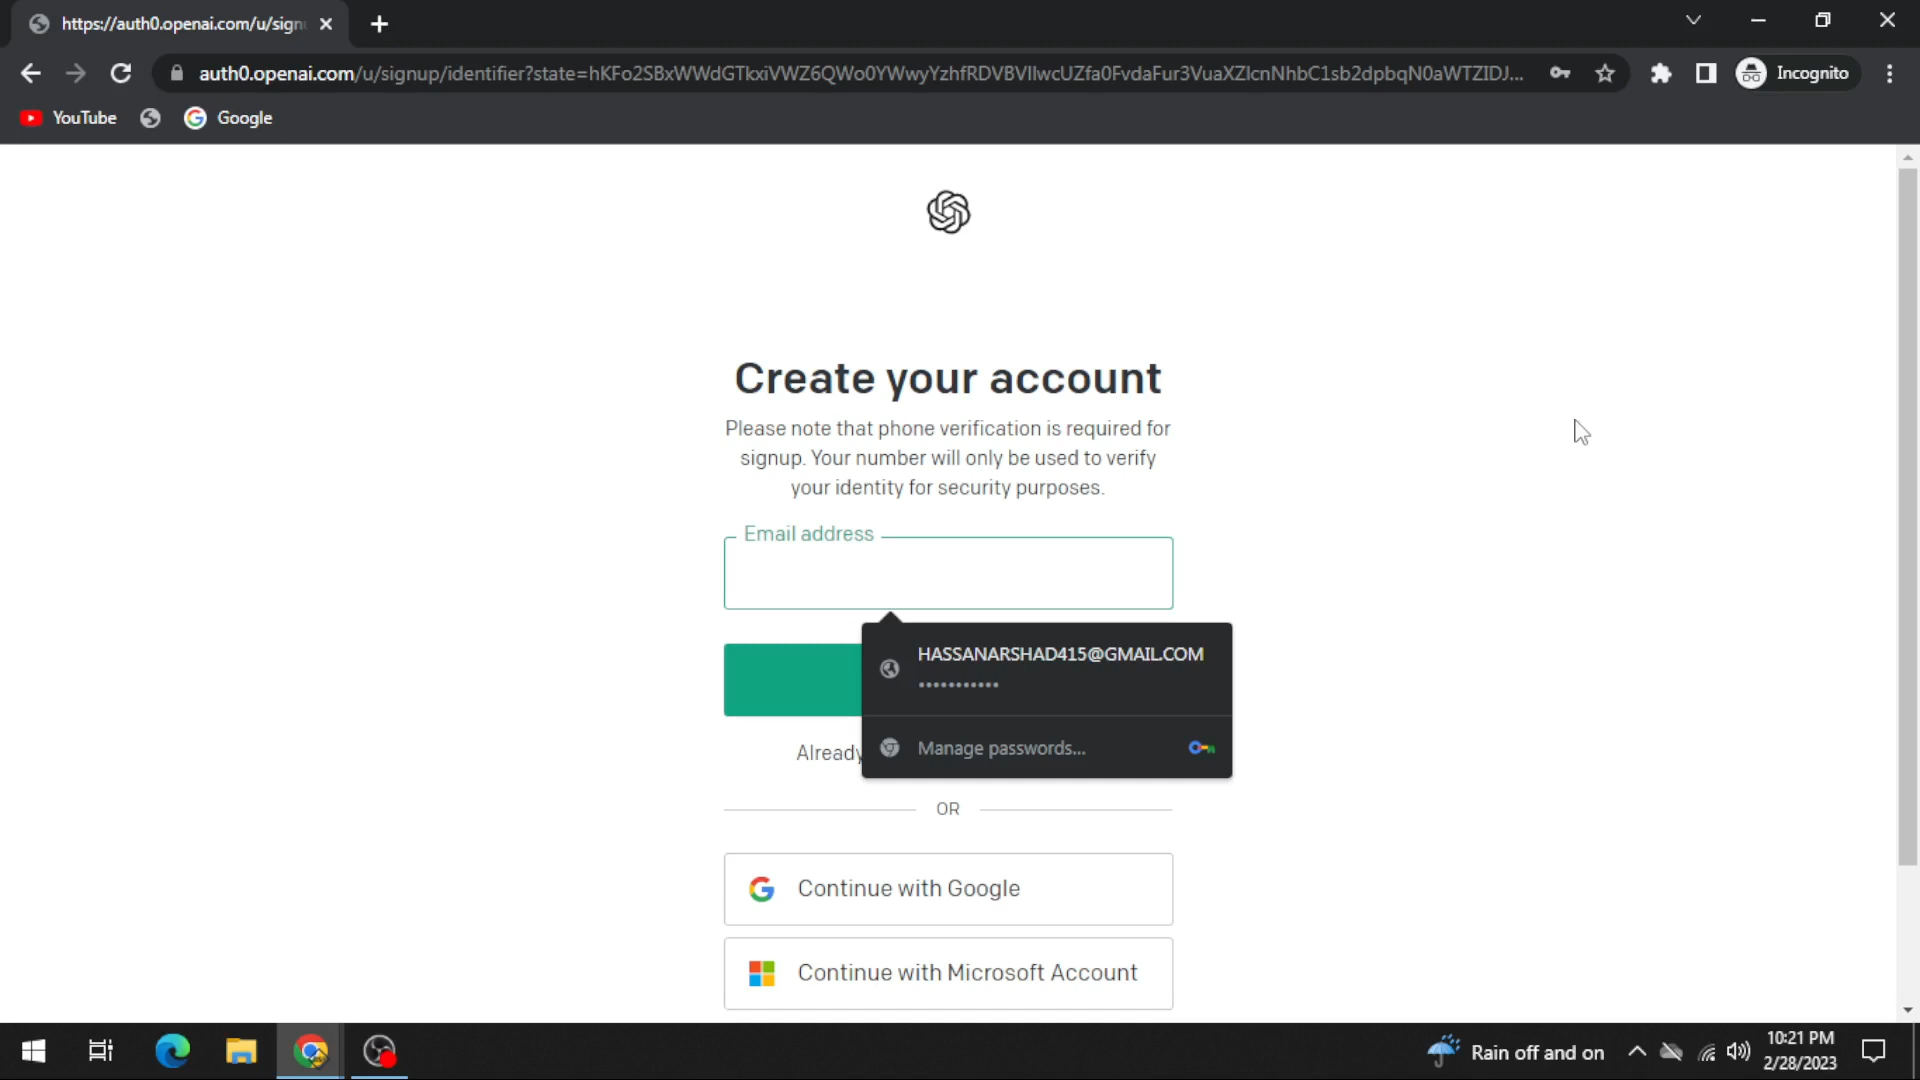 https://auth0.openai.com/u/sign
auth0.openai.com/u/signup/identifier?state=hKFo2SBxWWdGTkxiVWZ6QWo0YWwyYzhfRDVBVllwcUZfa0FvdaFur3VuaXZlcnNhbC1sb2dpbqN0aWTZIDJ...
Incognito
YouTube
Google
Create your account
Please note that phone verification is required for
signup. Your number will only be used to verify
your identity for security purposes.
Email address
HASSANARSHAD415@GMAIL.COM
•••••••••••
Already
Manage passwords...
OR
Continue with Google
Continue with Microsoft Account
Rain off and on
10:21 PM
2/28/2023